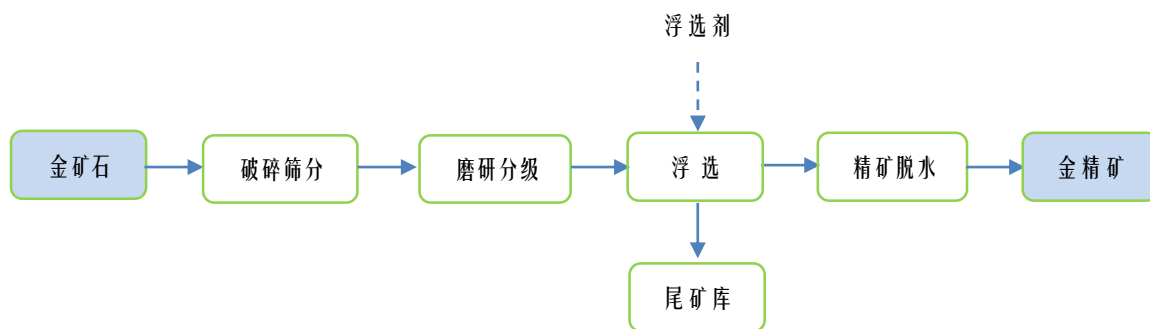 浮选剂
金矿石
破碎筛分
磨研分级
浮 选
精矿脱水
金精矿
尾矿库